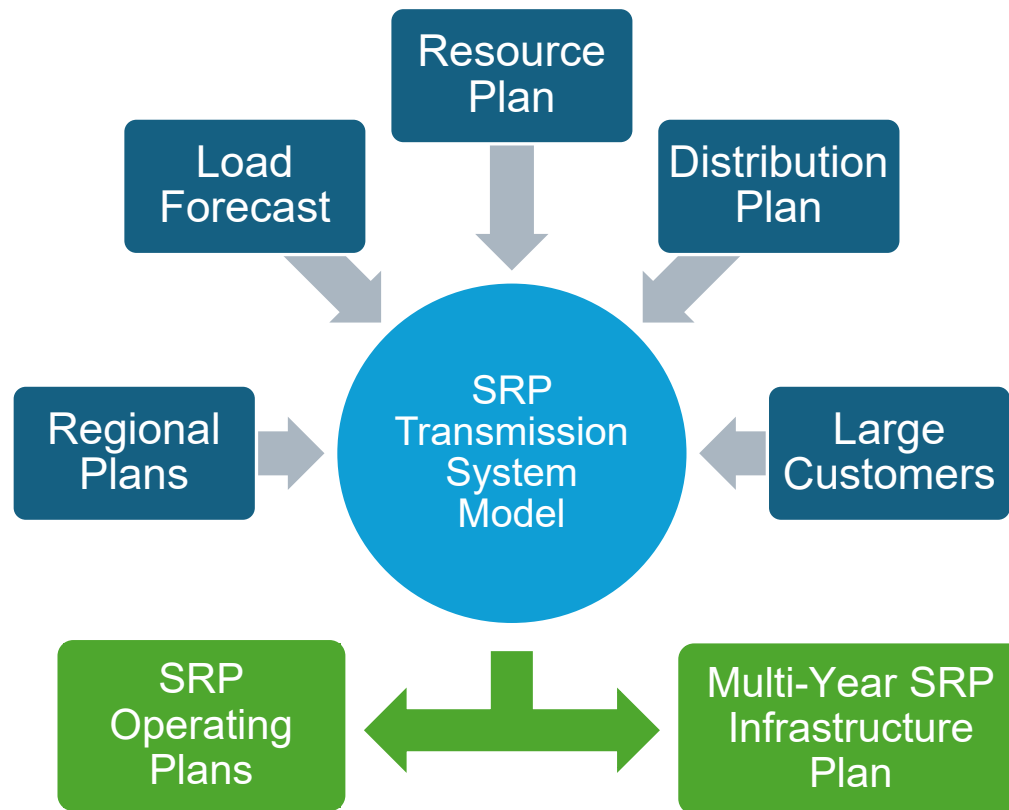 Resource
Plan
Load
Forecast
Distribution
Plan
Regional
Plans
SRP
Transmission
System
Model
Large
Customers
SRP
Operating
Plans
Multi-Year SRP
Infrastructure
Plan